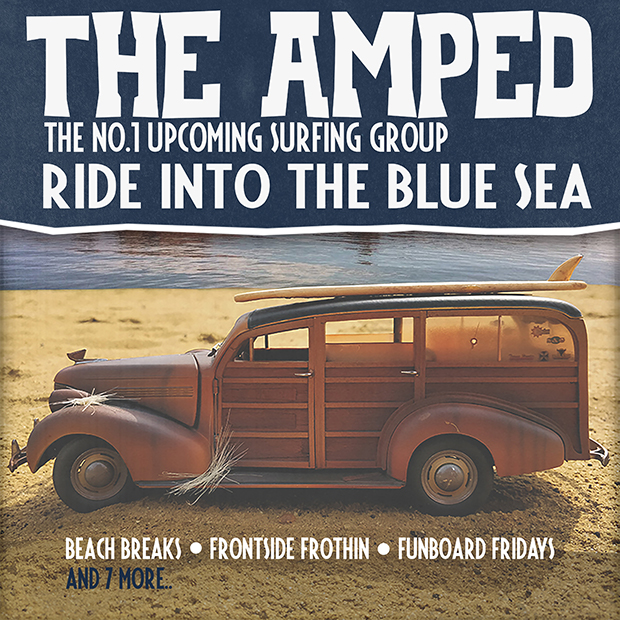 THE AMPED
THE NO.1 UPCOMING SURFING GROUP
RIDE INTO THE BLUE SEA
BEACH BREAKS • FRONTSIDE FROTHIN • FUNBOARD FRIDAYS
AND 7 MORE..